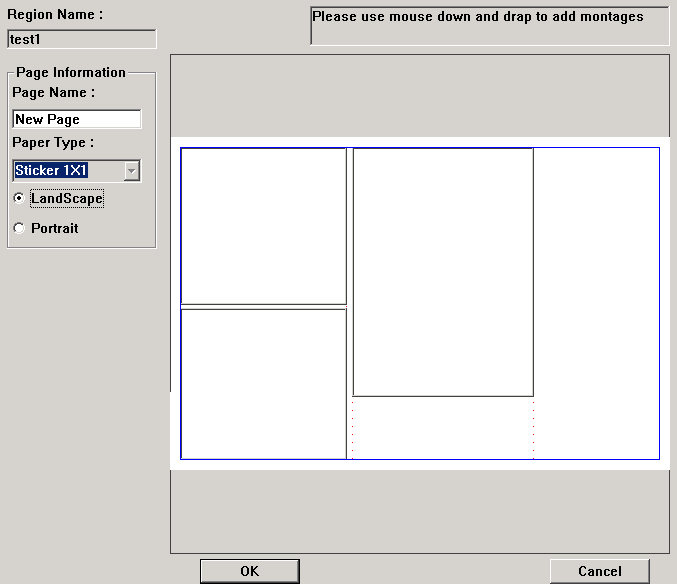 Region Name :
test1
Please use mouse down and drap to add montages
Page Information
Page Name :
New Page
Paper Type :
Sticker 1X1
LandScape
Portrait
OK
Cancel